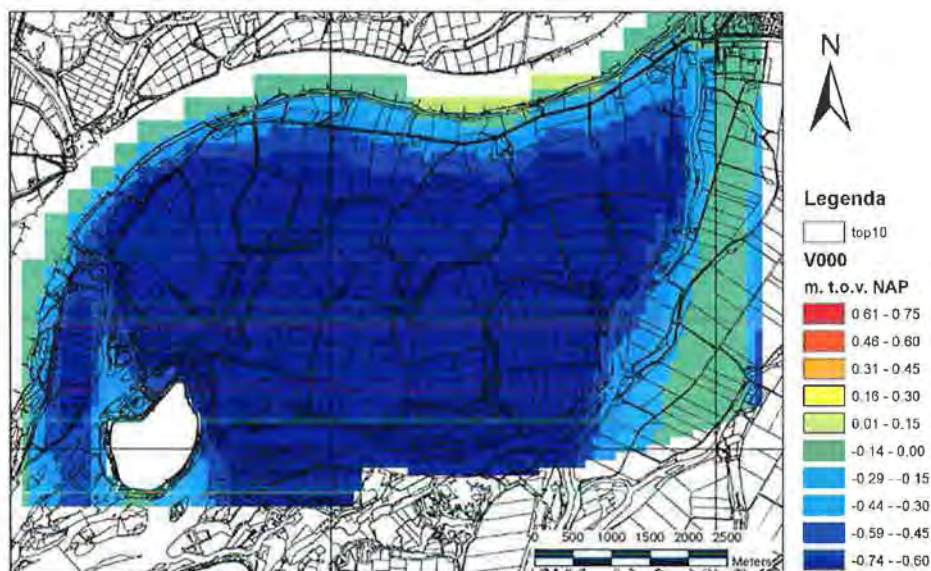 N
Legenda
top10
V000
m. t.o.v. NAP
0.61 - 0.75
0.46 - 0.60
0.31 - 0.45
0.16 - 0.30
0.01 - 0.15
-0.14 - 0.00
-0.29 - -0.15
-0.44 - -0.30
-0.59 - -0.45
-0.74 - -0.60
0 500 1000 1500 2000 2500
Meters